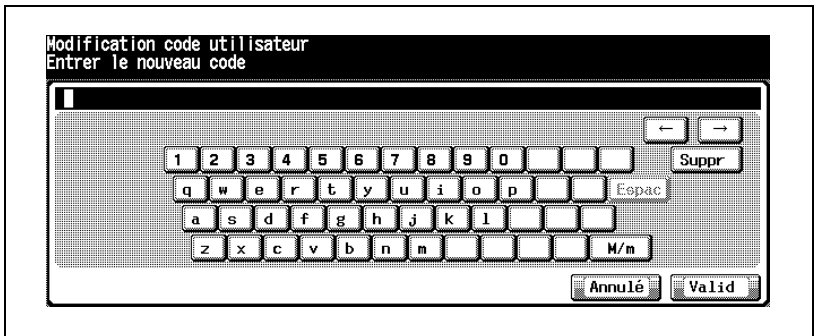 Modification code utilisateur
Entrer le nouveau code
← →
1 2 3 4 5 6 7 8 9 0 Suppr
q w e r t y u i o p Espac
a s d f g h j k l
z x c v b n m M/m
Annulé Valid